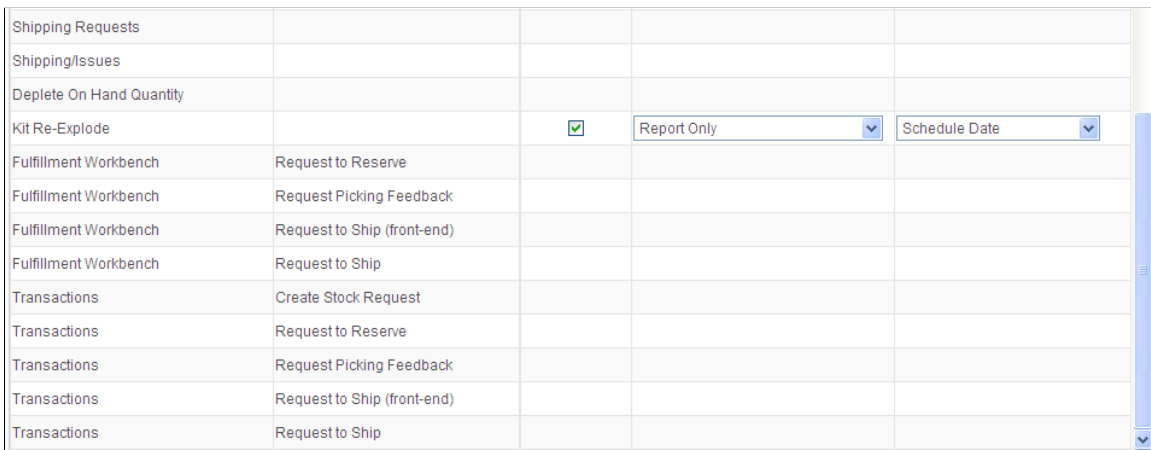 Shipping Requests
Shipping/Issues
Deplete On Hand Quantity
Kit Re-Explode Report Only Schedule Date
Fulfillment Workbench Request to Reserve
Fulfillment Workbench Request Picking Feedback
Fulfillment Workbench Request to Ship (front-end)
Fulfillment Workbench Request to Ship
Transactions Create Stock Request
Transactions Request to Reserve
Transactions Request Picking Feedback
Transactions Request to Ship (front-end)
Transactions Request to Ship